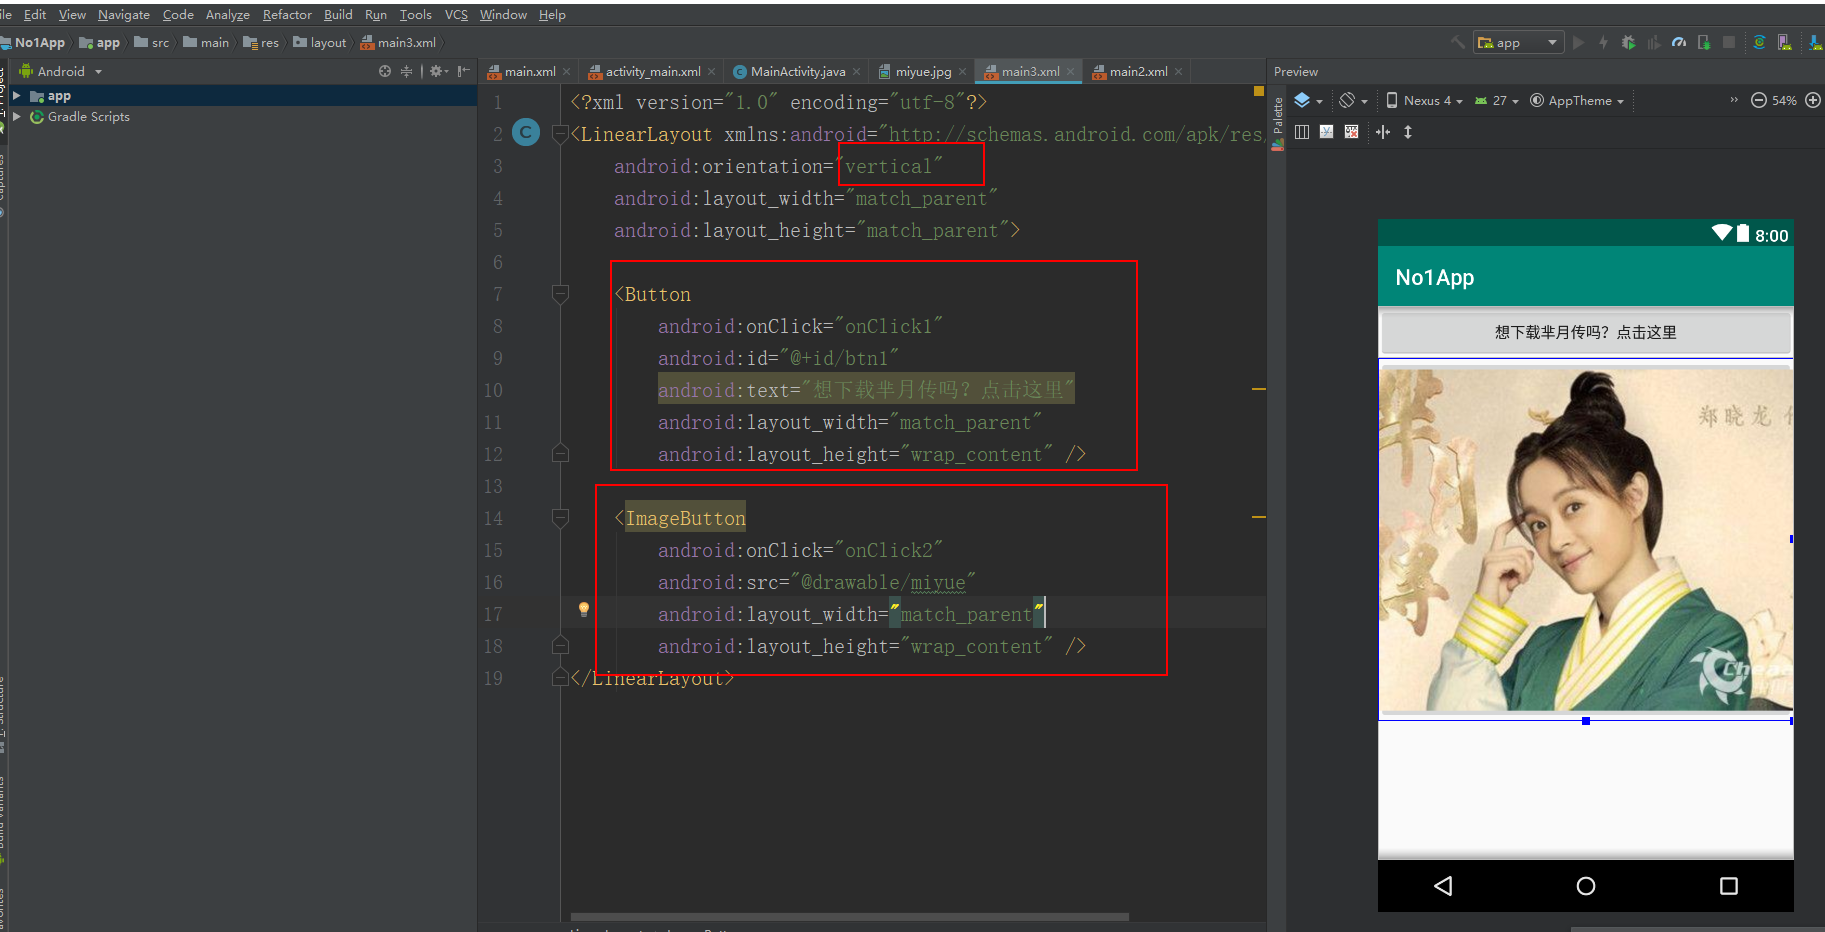 Edit View Navigate Code Analyze Refactor Build Run Tools VCS Window Help
No1App app src main res layout main3.xml
app
Android
main.xml activity_main.xml MainActivity.java miyue.jpg main3.xml main2.xml
Preview
app
Gradle Scripts
Palette
Nexus 4 27 AppTheme 54%
1 <?xml version="1.0" encoding="utf-8"?>
2 <LinearLayout xmlns:android="http://schemas.android.com/apk/res/
3 android:orientation="vertical"
4 android:layout_width="match_parent"
5 android:layout_height="match_parent">
6
7 <Button
8 android:onClick="onClick1"
9 android:id="@+id/btn1"
10 android:text="想下载芈月传吗？点击这里"
11 android:layout_width="match_parent"
12 android:layout_height="wrap_content" />
13
14 <ImageButton
15 android:onClick="onClick2"
16 android:src="@drawable/miyue"
17 android:layout_width="match_parent"
18 android:layout_height="wrap_content" />
19 </LinearLayout>
8:00
No1App
想下载芈月传吗？点击这里
郑晓龙